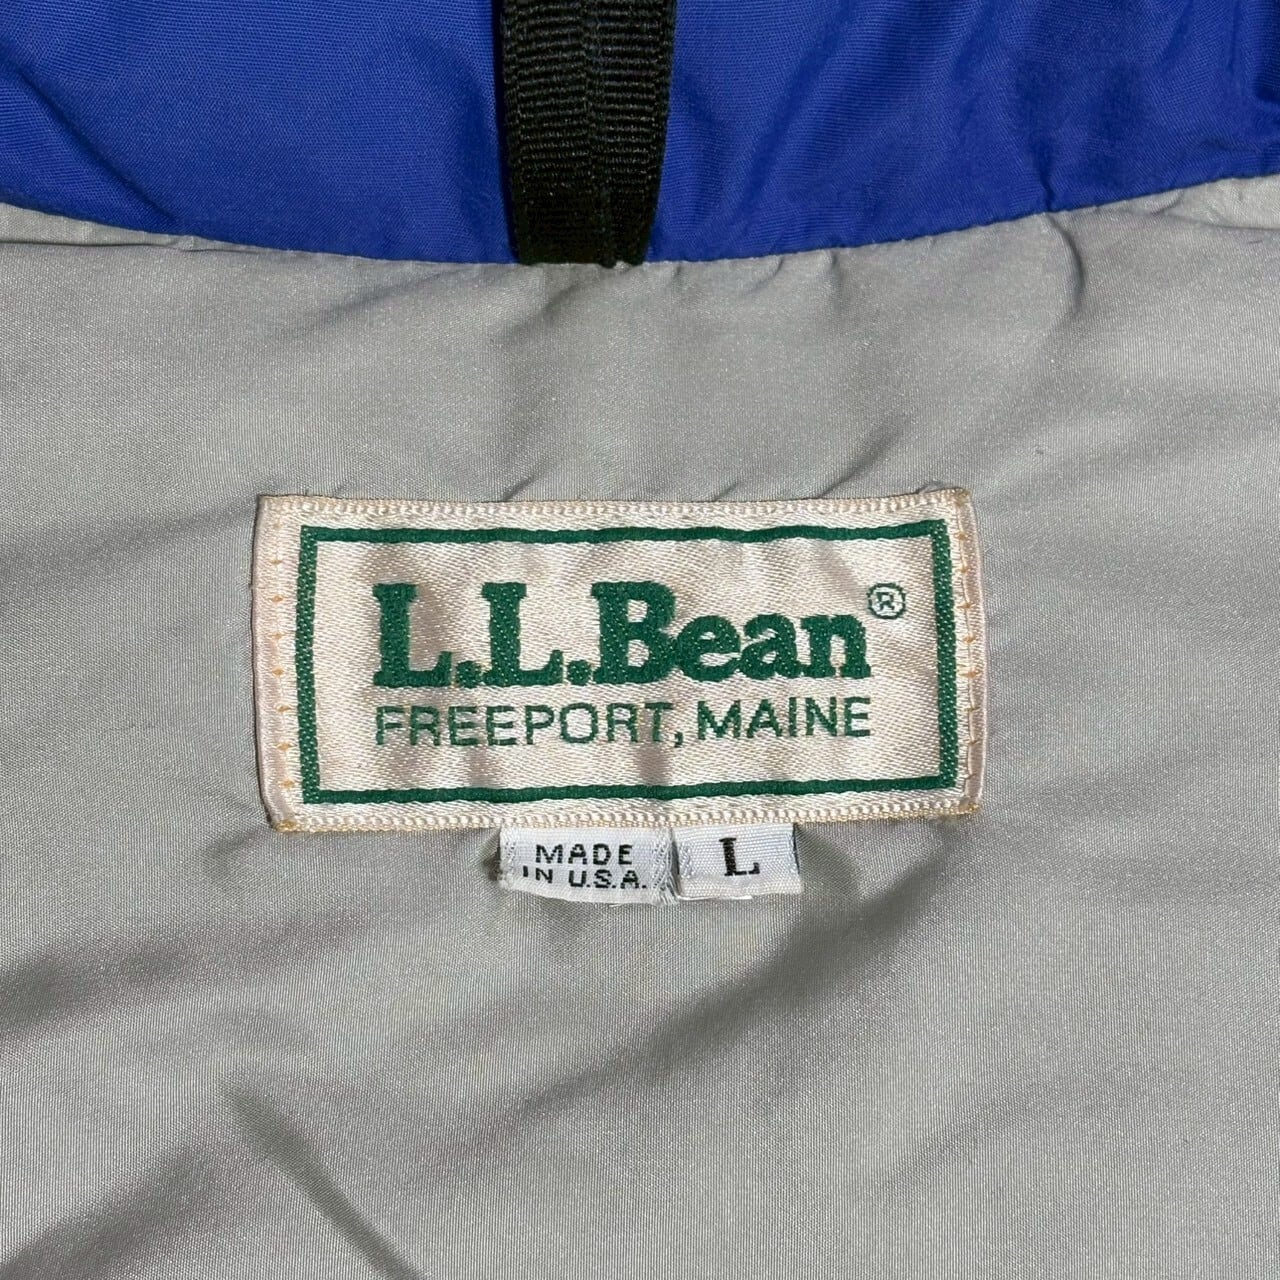 L.L.Bean®
FREEPORT, MAINE
MADE
IN U.S.A.
L